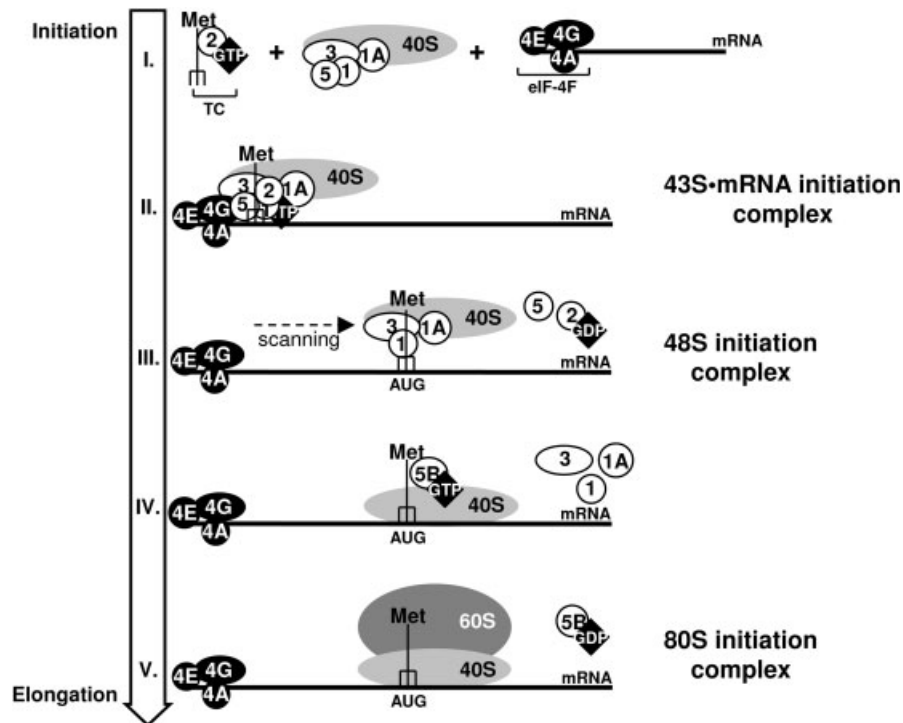 Initiation
I.
Met
2
GTP
TC
+
3
5
1
1A
40S
+
4E
4G
4A
eIF-4F
mRNA
II.
Met
3
5
2
1
1A
40S
TP
4E
4G
4A
mRNA
43S•mRNA initiation
complex
III.
scanning
Met
3
1
1A
40S
5
2
GDP
4E
4G
4A
AUG
mRNA
48S initiation
complex
IV.
Met
5B
GTP
40S
3
1A
1
4E
4G
4A
AUG
mRNA
V.
Met
60S
40S
5B
GDP
4E
4G
4A
AUG
mRNA
80S initiation
complex
Elongation